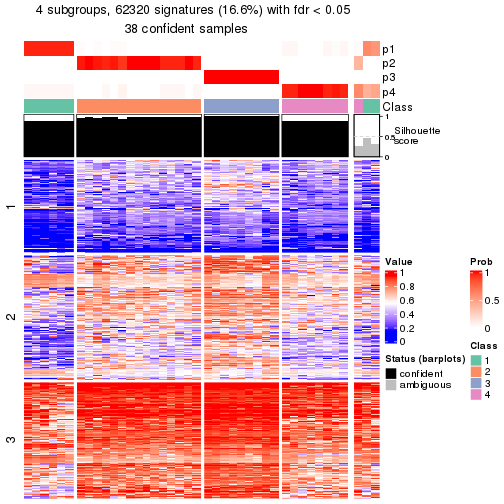 4 subgroups, 62320 signatures (16.6%) with fdr < 0.05
38 confident samples
p1
p2
p3
p4
Class
1
0.5
0
Silhouette
score
1
2
3
Value
1
0.8
0.6
0.4
0.2
0
Status (barplots)
confident
ambiguous
Prob
1
0.5
0
Class
1
2
3
4